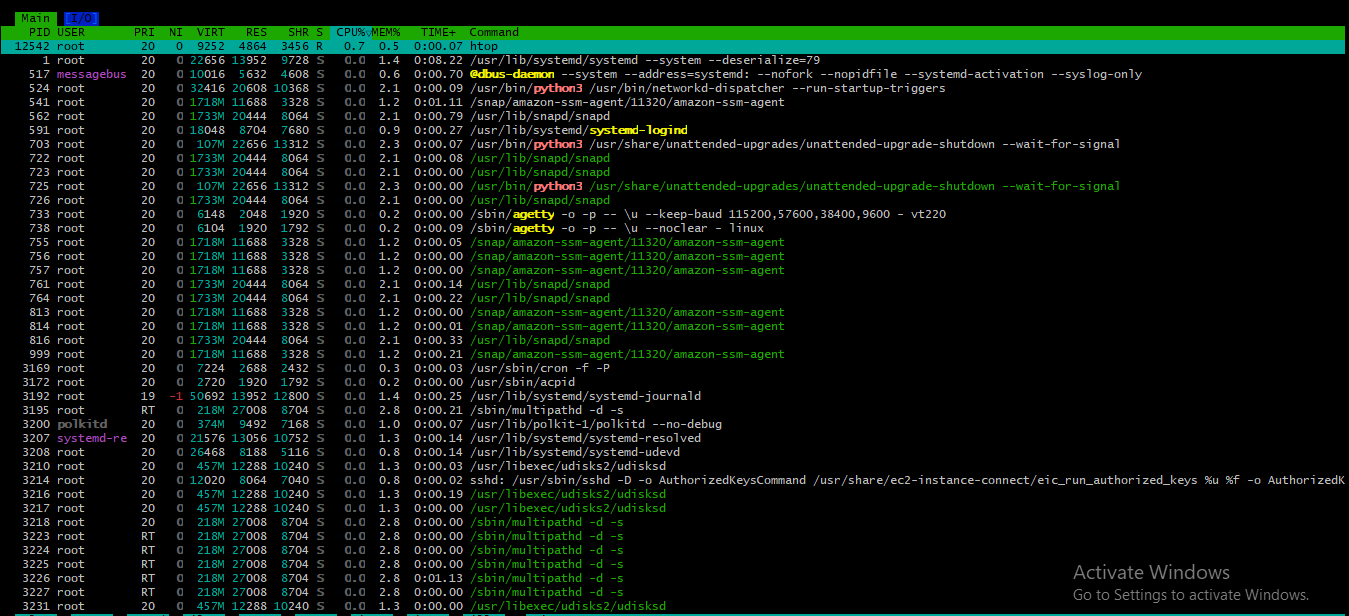 Main [I/O]
PID USER PRI NI VIRT RES SHR S CPU%▽MEM% TIME+ Command
12542 root 20 0 9252 4864 3456 R 0.7 0.5 0:00.07 htop
1 root 20 0 22656 13952 9728 S 0.0 1.4 0:08.22 /usr/lib/systemd/systemd --system --deserialize=79
517 messagebus 20 0 10016 5632 4608 S 0.0 0.6 0:00.70 @dbus-daemon --system --address=systemd: --nofork --nopidfile --systemd-activation --syslog-only
524 root 20 0 32416 20608 10368 S 0.0 2.1 0:00.09 /usr/bin/python3 /usr/bin/networkd-dispatcher --run-startup-triggers
541 root 20 0 1718M 11688 3328 S 0.0 1.2 0:01.11 /snap/amazon-ssm-agent/11320/amazon-ssm-agent
562 root 20 0 1733M 20444 8064 S 0.0 2.1 0:00.79 /usr/lib/snapd/snapd
591 root 20 0 18048 8704 7680 S 0.0 0.9 0:00.27 /usr/lib/systemd/systemd-logind
703 root 20 0 107M 22656 13312 S 0.0 2.3 0:00.07 /usr/bin/python3 /usr/share/unattended-upgrades/unattended-upgrade-shutdown --wait-for-signal
722 root 20 0 1733M 20444 8064 S 0.0 2.1 0:00.08 /usr/lib/snapd/snapd
723 root 20 0 1733M 20444 8064 S 0.0 2.1 0:00.00 /usr/lib/snapd/snapd
725 root 20 0 107M 22656 13312 S 0.0 2.3 0:00.00 /usr/bin/python3 /usr/share/unattended-upgrades/unattended-upgrade-shutdown --wait-for-signal
726 root 20 0 1733M 20444 8064 S 0.0 2.1 0:00.00 /usr/lib/snapd/snapd
733 root 20 0 6148 2048 1920 S 0.0 0.2 0:00.00 /sbin/agetty -o -p -- \u --keep-baud 115200,57600,38400,9600 - vt220
738 root 20 0 6104 1920 1792 S 0.0 0.2 0:00.09 /sbin/agetty -o -p -- \u --noclear - linux
755 root 20 0 1718M 11688 3328 S 0.0 1.2 0:00.05 /snap/amazon-ssm-agent/11320/amazon-ssm-agent
756 root 20 0 1718M 11688 3328 S 0.0 1.2 0:00.00 /snap/amazon-ssm-agent/11320/amazon-ssm-agent
757 root 20 0 1718M 11688 3328 S 0.0 1.2 0:00.00 /snap/amazon-ssm-agent/11320/amazon-ssm-agent
761 root 20 0 1733M 20444 8064 S 0.0 2.1 0:00.14 /usr/lib/snapd/snapd
764 root 20 0 1733M 20444 8064 S 0.0 2.1 0:00.22 /usr/lib/snapd/snapd
813 root 20 0 1718M 11688 3328 S 0.0 1.2 0:00.00 /snap/amazon-ssm-agent/11320/amazon-ssm-agent
814 root 20 0 1718M 11688 3328 S 0.0 1.2 0:00.01 /snap/amazon-ssm-agent/11320/amazon-ssm-agent
816 root 20 0 1733M 20444 8064 S 0.0 2.1 0:00.33 /usr/lib/snapd/snapd
999 root 20 0 1718M 11688 3328 S 0.0 1.2 0:00.21 /snap/amazon-ssm-agent/11320/amazon-ssm-agent
3169 root 20 0 7224 2688 2432 S 0.0 0.3 0:00.03 /usr/sbin/cron -f -P
3172 root 20 0 2720 1920 1792 S 0.0 0.2 0:00.00 /usr/sbin/acpid
3192 root 19 -1 50692 13952 12800 S 0.0 1.4 0:00.25 /usr/lib/systemd/systemd-journald
3195 root RT 0 218M 27008 8704 S 0.0 2.8 0:00.21 /sbin/multipathd -d -s
3200 polkitd 20 0 374M 9492 7168 S 0.0 1.0 0:00.07 /usr/lib/polkit-1/polkitd --no-debug
3207 systemd-re 20 0 21576 13056 10752 S 0.0 1.3 0:00.14 /usr/lib/systemd/systemd-resolved
3208 root 20 0 26468 8188 5116 S 0.0 0.8 0:00.14 /usr/lib/systemd/systemd-udevd
3210 root 20 0 457M 12288 10240 S 0.0 1.3 0:00.03 /usr/libexec/udisks2/udisksd
3214 root 20 0 12020 8064 7040 S 0.0 0.8 0:00.02 sshd: /usr/sbin/sshd -D -o AuthorizedKeysCommand /usr/share/ec2-instance-connect/eic_run_authorized_keys %u %f -o AuthorizedK
3216 root 20 0 457M 12288 10240 S 0.0 1.3 0:00.19 /usr/libexec/udisks2/udisksd
3217 root 20 0 457M 12288 10240 S 0.0 1.3 0:00.00 /usr/libexec/udisks2/udisksd
3218 root 20 0 218M 27008 8704 S 0.0 2.8 0:00.00 /sbin/multipathd -d -s
3223 root RT 0 218M 27008 8704 S 0.0 2.8 0:00.00 /sbin/multipathd -d -s
3224 root RT 0 218M 27008 8704 S 0.0 2.8 0:00.00 /sbin/multipathd -d -s
3225 root RT 0 218M 27008 8704 S 0.0 2.8 0:00.00 /sbin/multipathd -d -s
3226 root RT 0 218M 27008 8704 S 0.0 2.8 0:01.13 /sbin/multipathd -d -s
3227 root RT 0 218M 27008 8704 S 0.0 2.8 0:00.00 /sbin/multipathd -d -s
3231 root 20 0 457M 12288 10240 S 0.0 1.3 0:00.00 /usr/libexec/udisks2/udisksd
Activate Windows
Go to Settings to activate Windows.